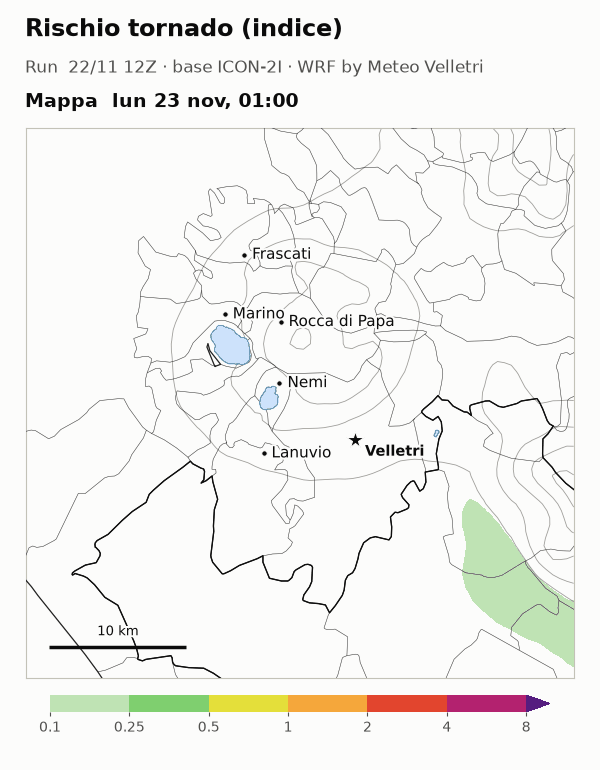 Rischio tornado (indice)
Run  22/11 12Z · base ICON-2I · WRF by Meteo Velletri
Mappa  lun 23 nov, 01:00
Frascati
Marino
Rocca di Papa
Nemi
Velletri
Lanuvio
10 km
0.1 0.25 0.5 1 2 4 8